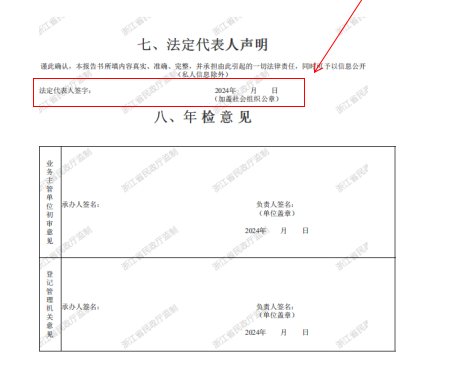 七、法定代表人声明
谨此确认，本报告书所填内容真实、准确、完整，并承担由此引起的一切法律责任，同时 予以信息公开
（私人信息除外）
法定代表人签字：
2024年 月 日
（加盖社会组织公章）
八、年检意见
业务主管单位初审意见
承办人签名：
负责人签名：
（单位盖章）
2024年 月 日
登记管理机关意见
承办人签名：
负责人签名：
（单位盖章）
2024年 月 日
浙江省民政厅监制